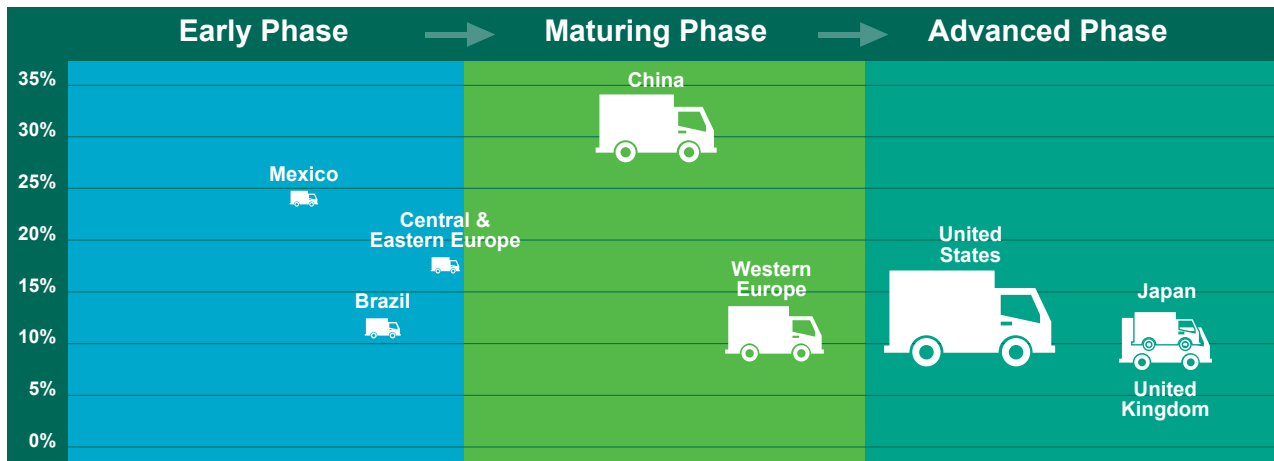 Early Phase
Maturing Phase
Advanced Phase
35%
30%
25%
20%
15%
10%
5%
0%
Mexico
Central &
Eastern Europe
Brazil
China
Western
Europe
United
States
Japan
United
Kingdom